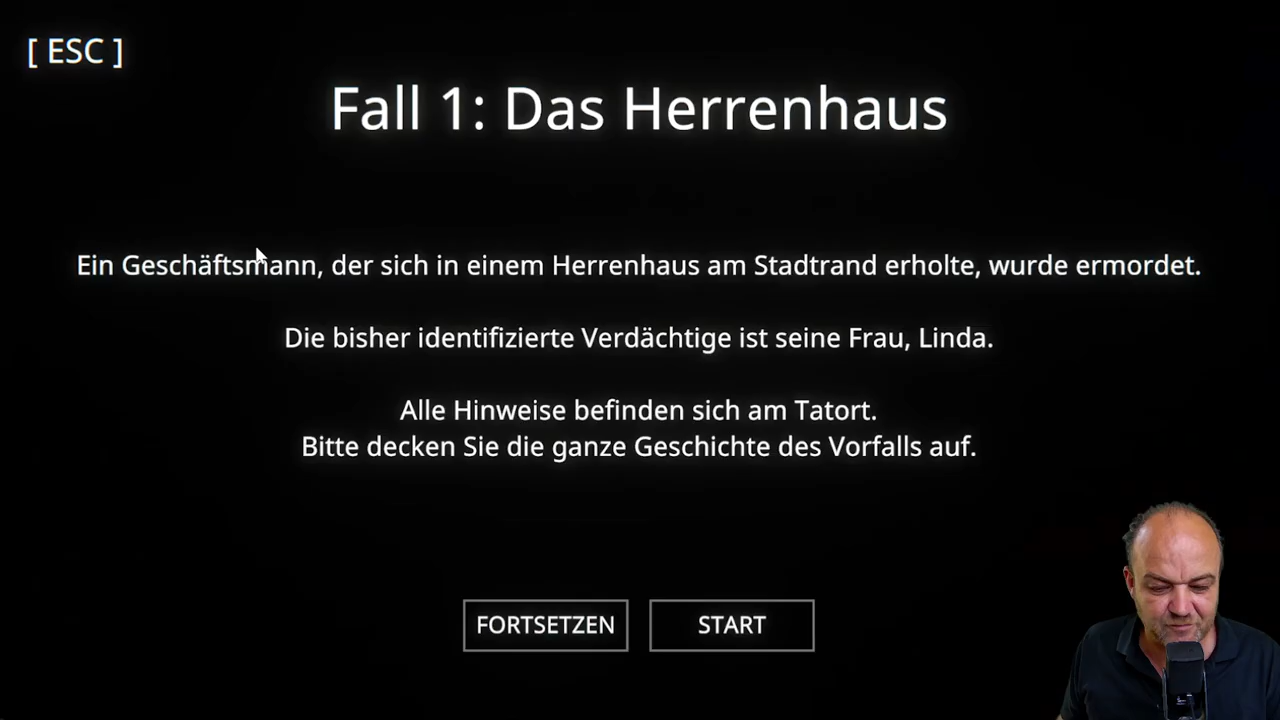 [ ESC ]
Fall 1: Das Herrenhaus
Ein Geschäftsmann, der sich in einem Herrenhaus am Stadtrand erholte, wurde ermordet.
Die bisher identifizierte Verdächtige ist seine Frau, Linda.
Alle Hinweise befinden sich am Tatort.
Bitte decken Sie die ganze Geschichte des Vorfalls auf.
FORTSETZEN
START